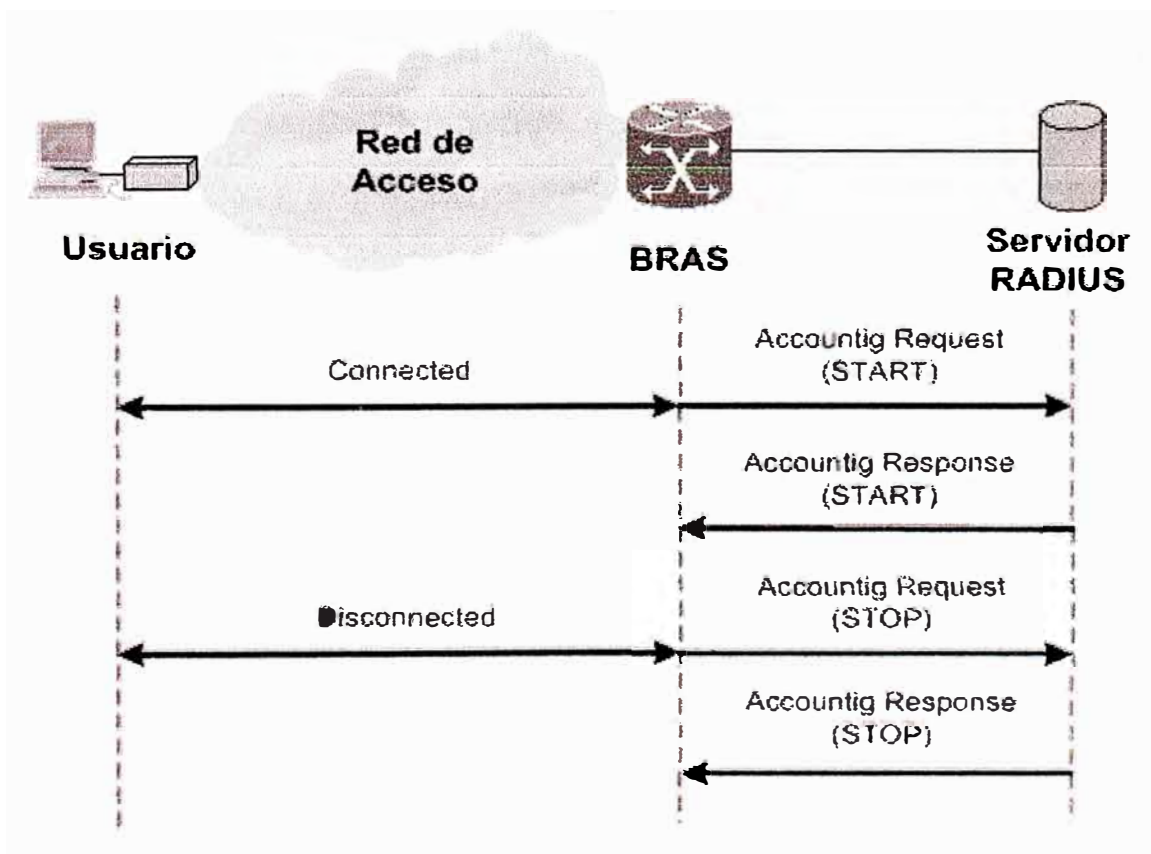 Red de
Acceso
Usuario
BRAS
Servidor
RADIUS
Connected
Accountig Request
(START)
Accountig Response
(START)
Disconnected
Accountig Request
(STOP)
Accountig Response
(STOP)